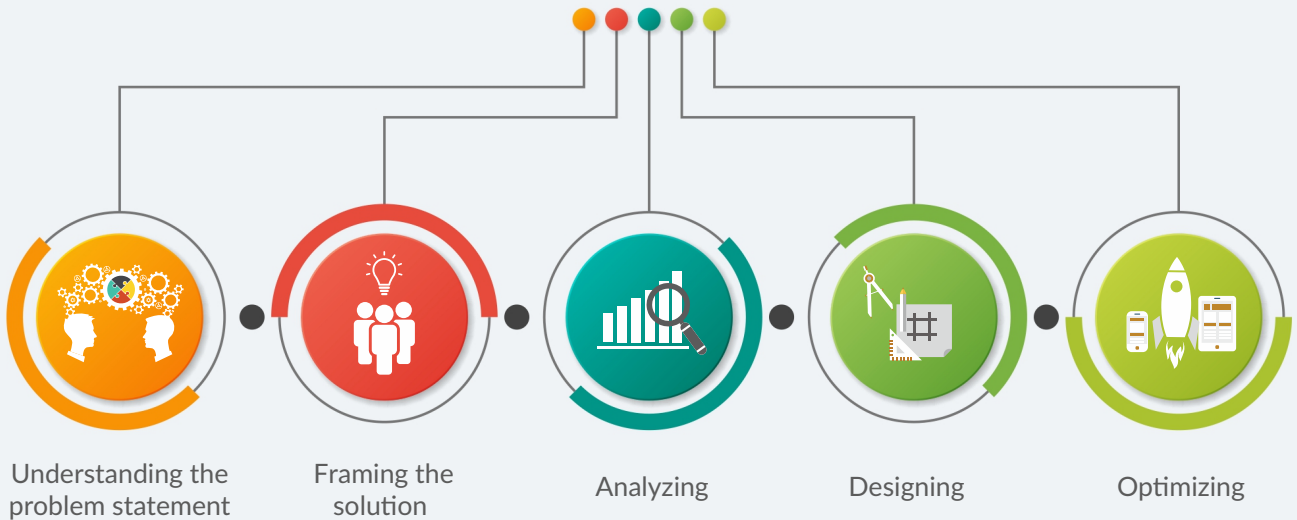 Understanding the
problem statement
Framing the
solution
Analyzing
Designing
Optimizing